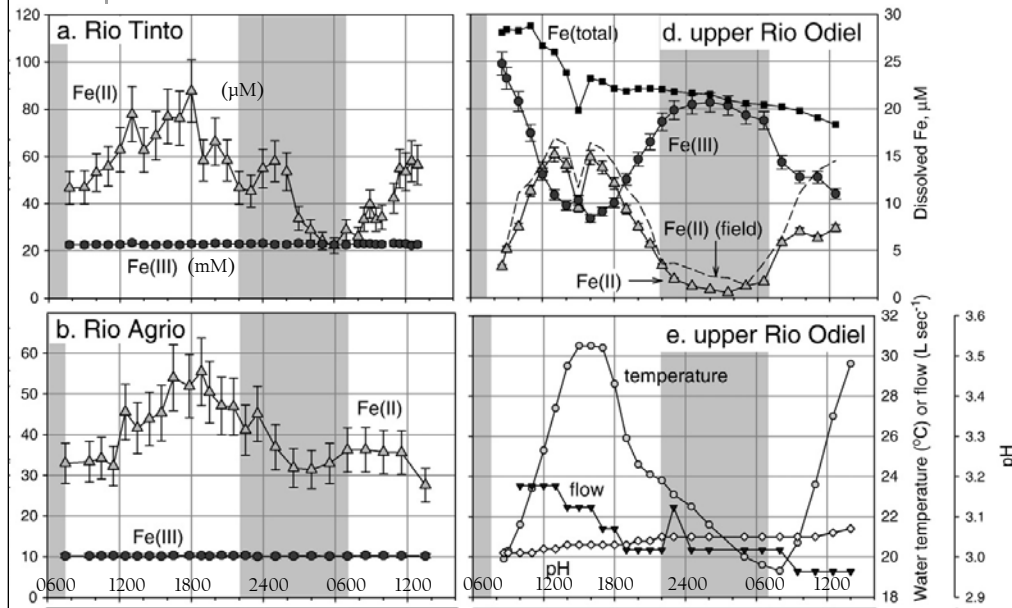 a. Rio Tinto
120
100
80
60
40
20
0
Fe(II)
(µM)
Fe(III)
(mM)
d. upper Rio Odiel
Fe(total)
Fe(III)
Fe(II) (field)
Fe(II)
30
25
20
15
10
5
0
Dissolved Fe, µM
b. Rio Agrio
60
50
40
30
20
10
0
Fe(II)
Fe(III)
0600 1200 1800 2400 0600 1200
e. upper Rio Odiel
temperature
flow
pH
0600 1200 1800 2400 0600 1200
32
30
28
26
24
22
20
18
Water temperature (°C) or flow (L sec-1)
3.6
3.5
3.4
3.3
3.2
3.1
3.0
2.9
pH